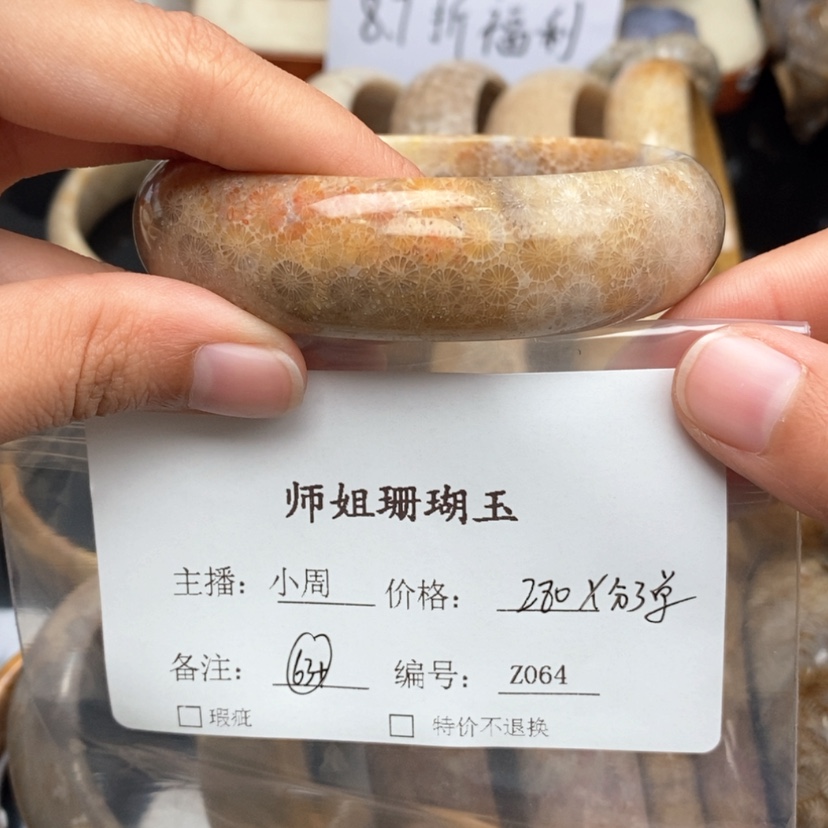 8.7折福利
师姐珊瑚玉
主播： 小周 价格： 280 X
备注： 63+ 编号： Z064
□ 瑕疵 □ 特价不退换